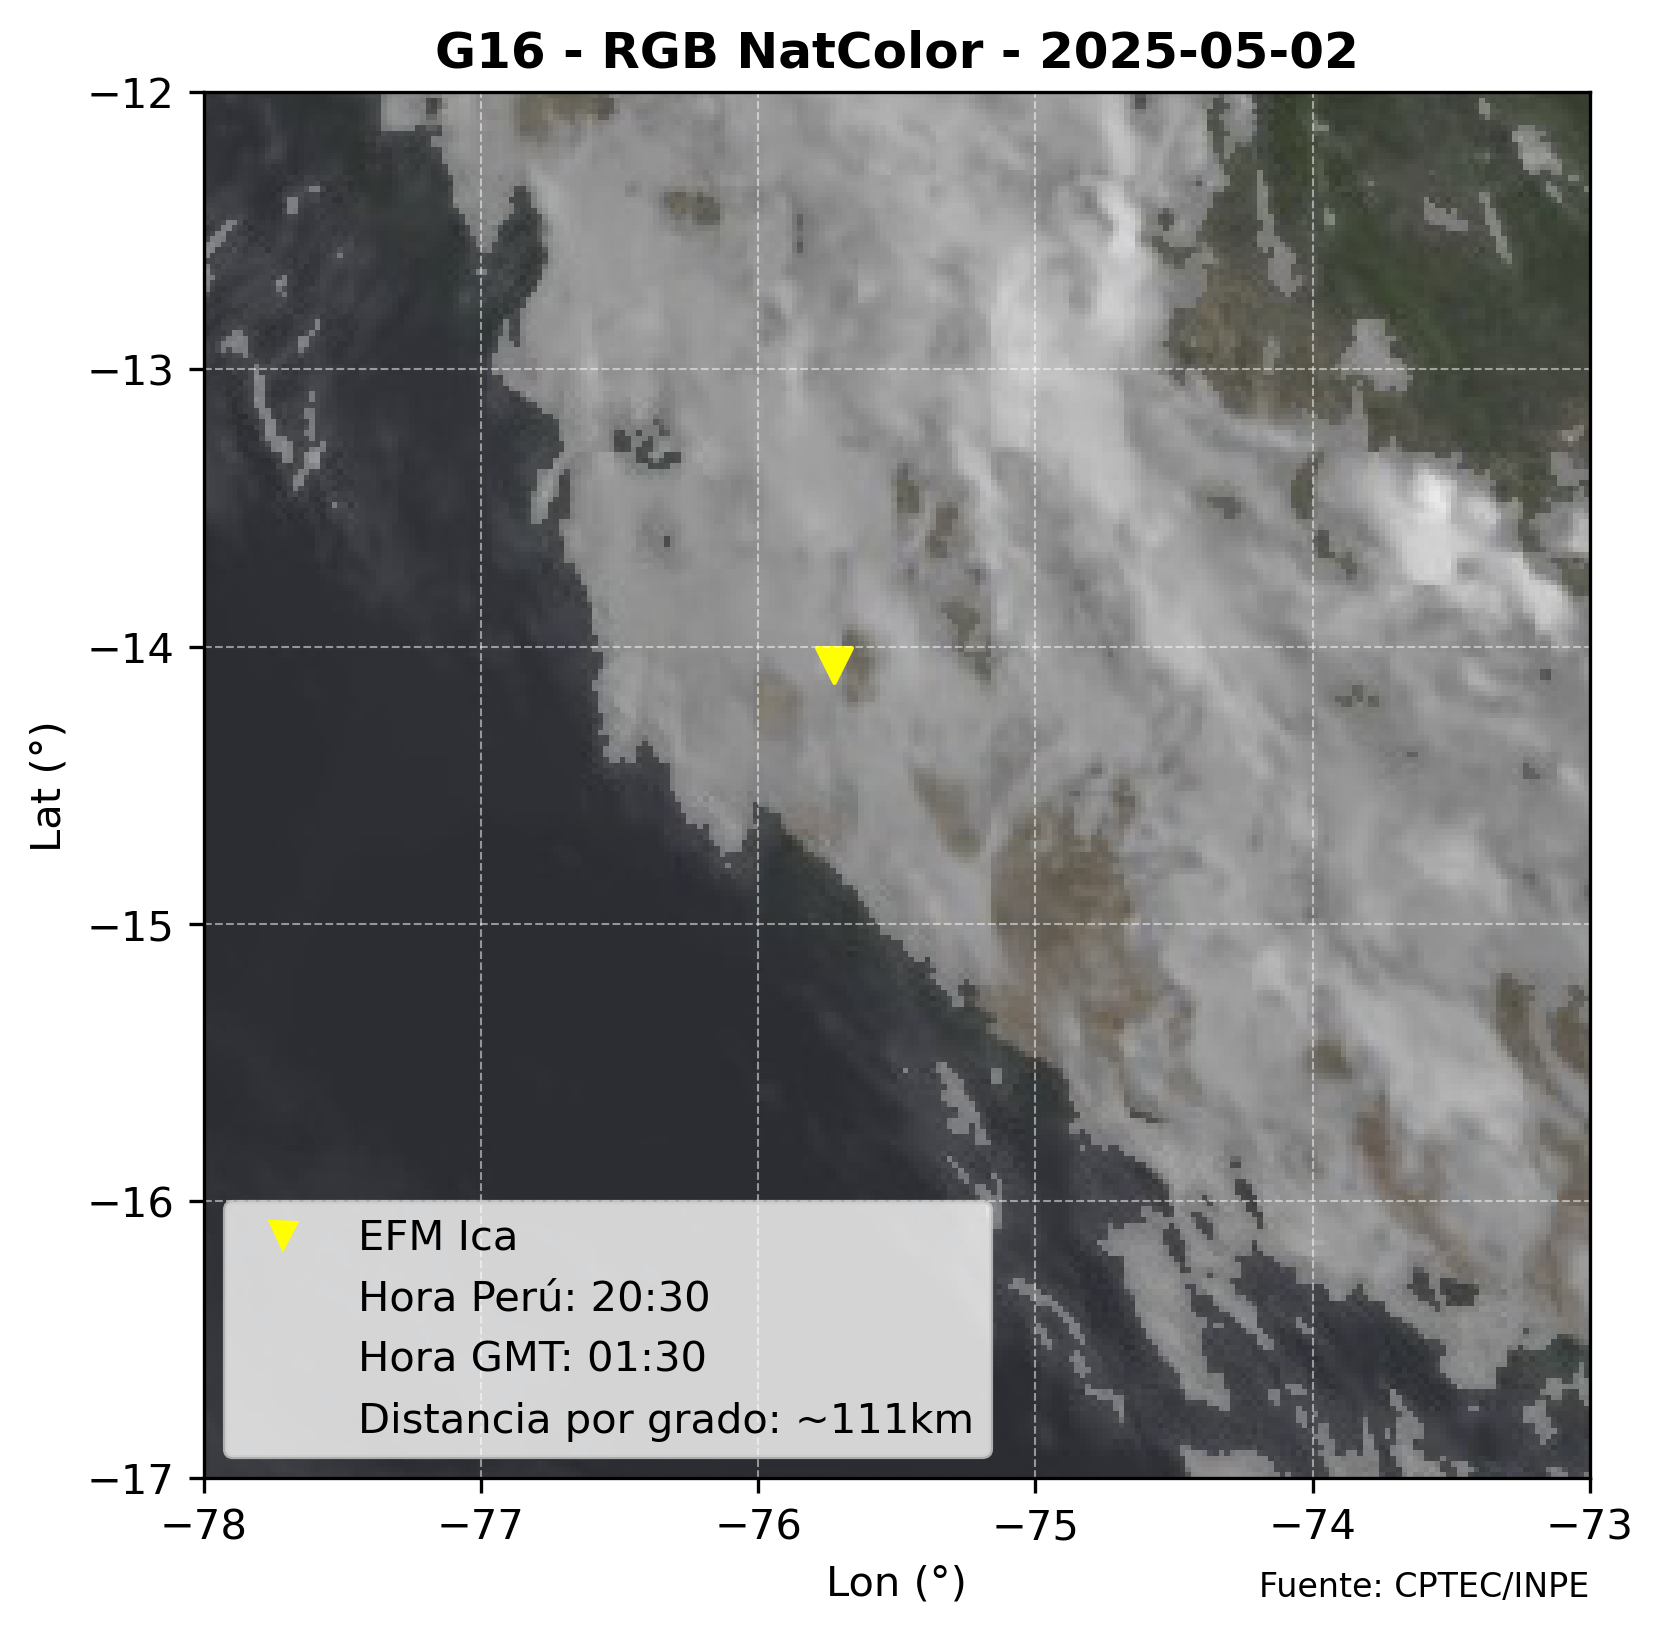 G16 - RGB NatColor - 2025-05-02
−12
−13
−14
−15
−16
−17
Lat (°)
EFM Ica
Hora Perú: 20:30
Hora GMT: 01:30
Distancia por grado: ~111km
−78 −77 −76 −75 −74 −73
Lon (°)
Fuente: CPTEC/INPE